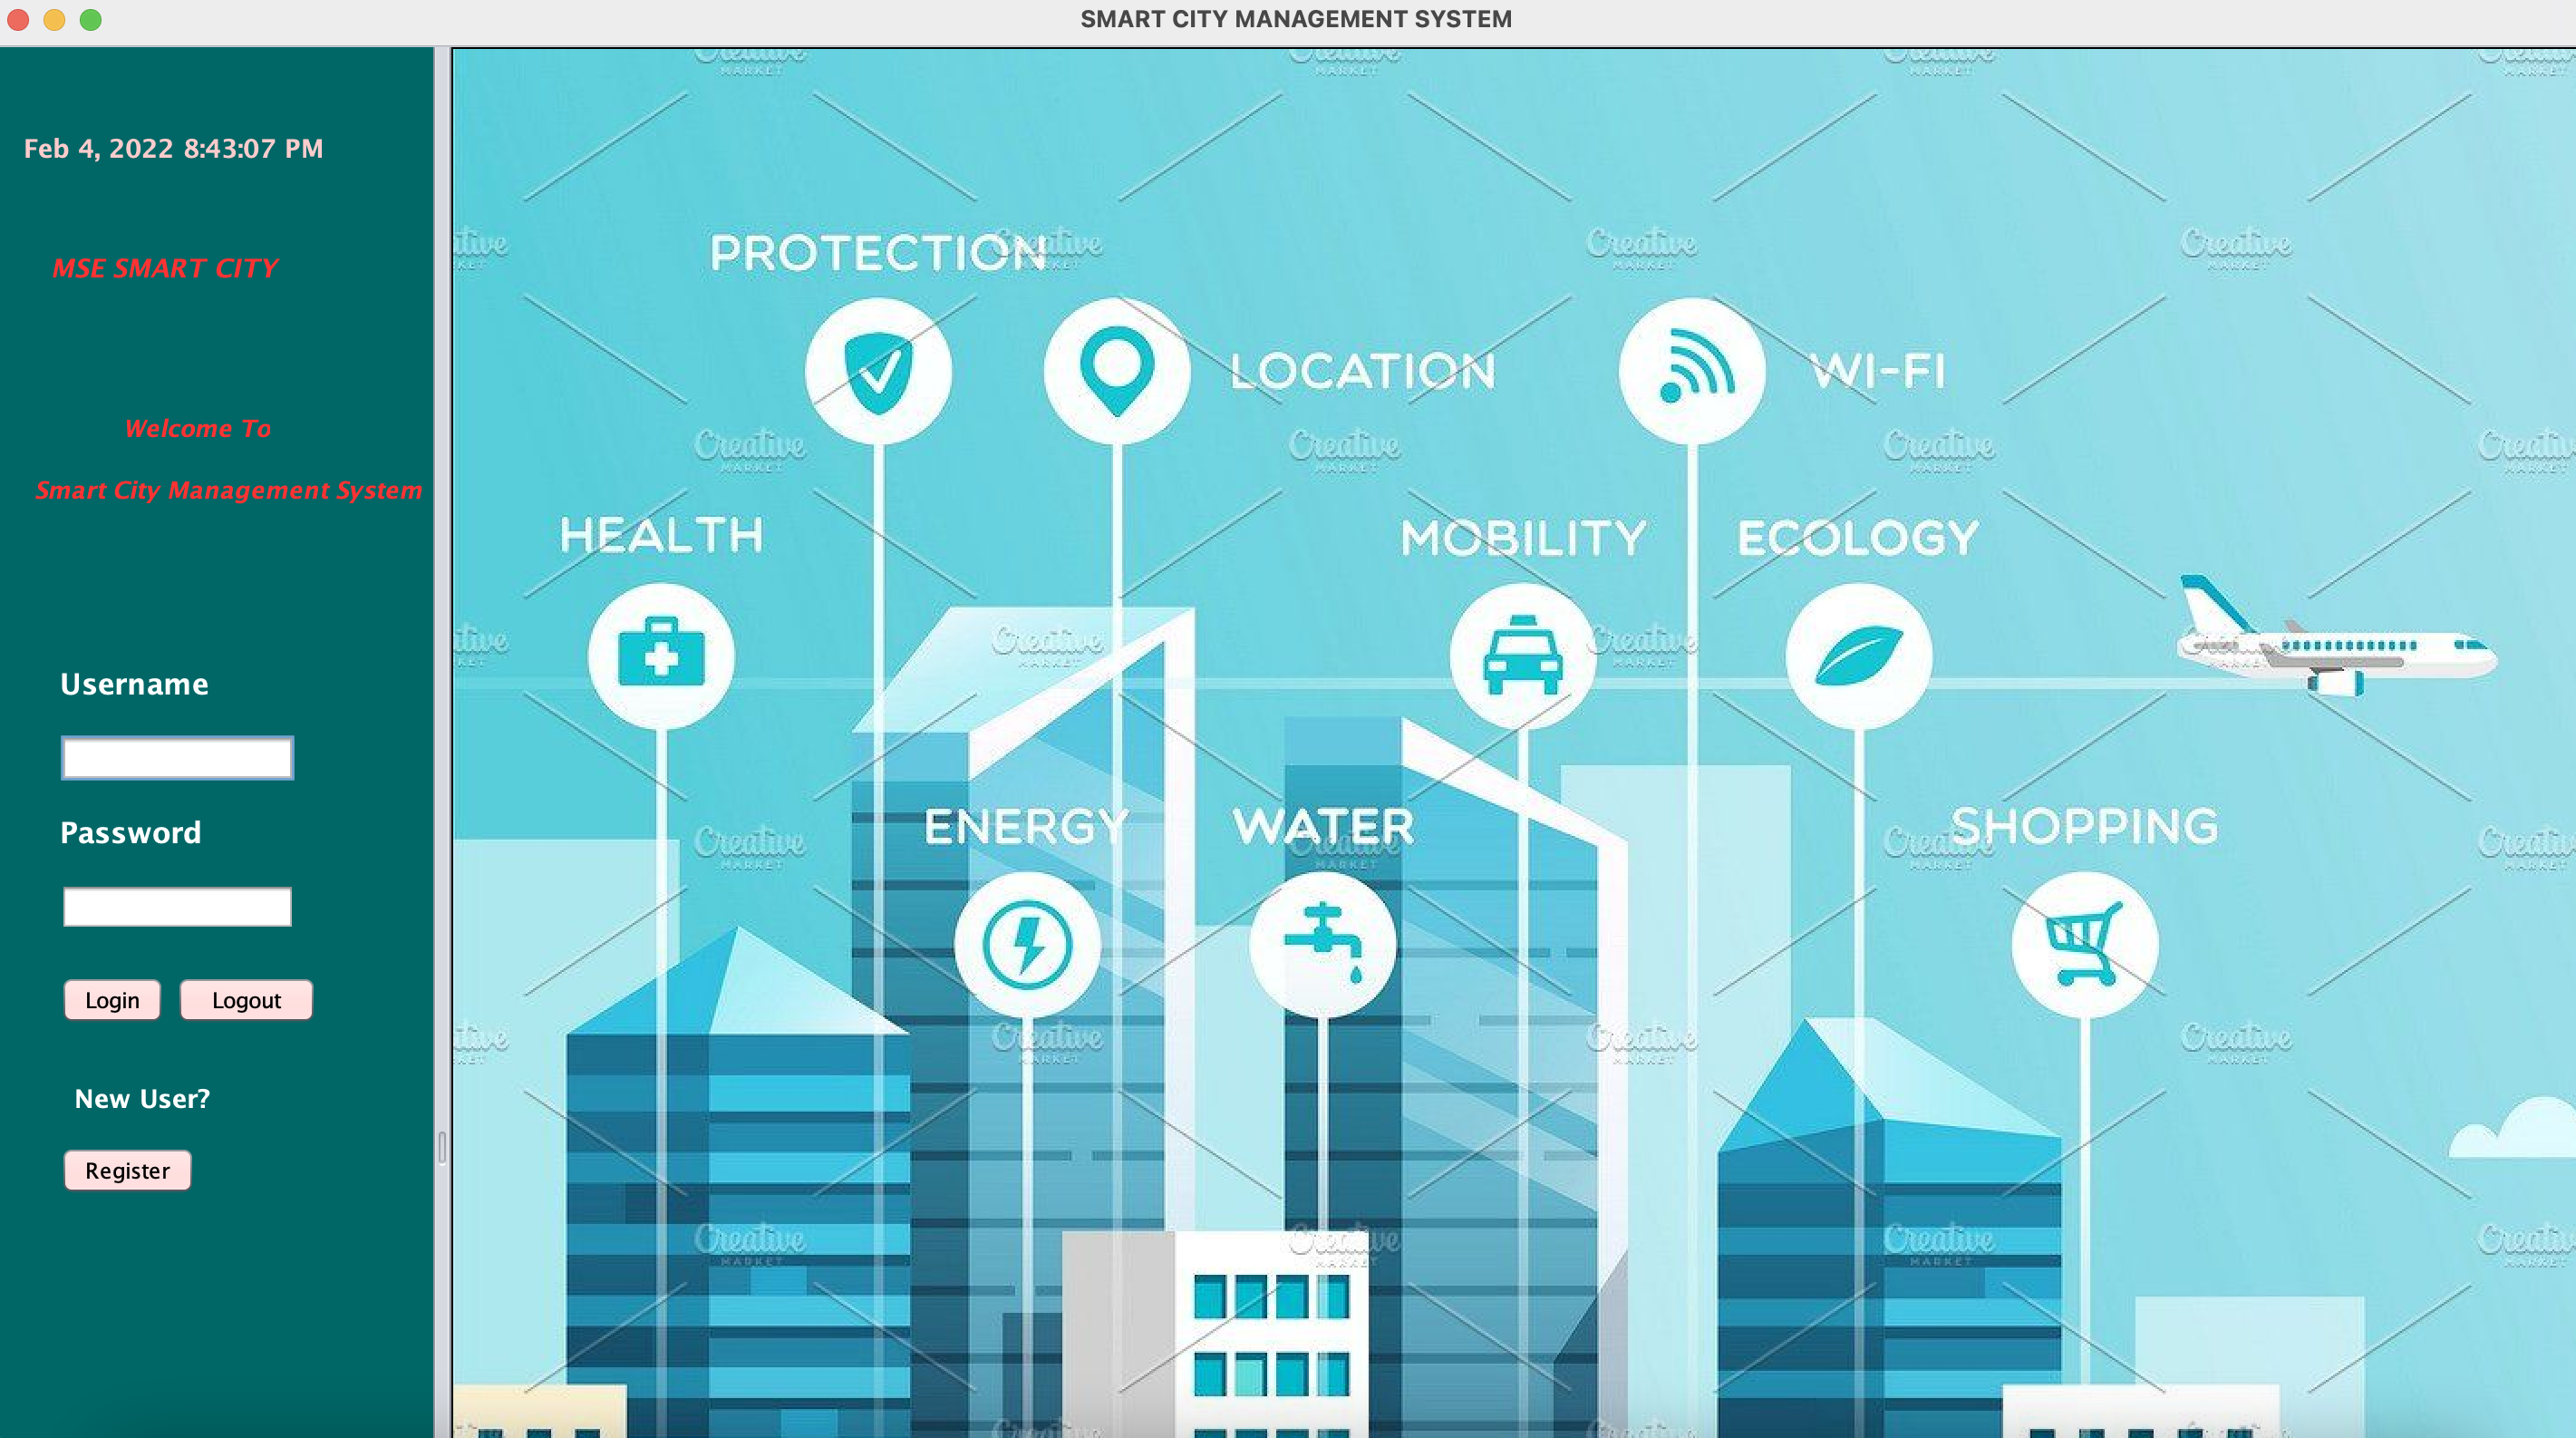 SMART CITY MANAGEMENT SYSTEM
Feb 4, 2022 8:43:07 PM
MSE SMART CITY
Welcome To
Smart City Management System
Username
Password
Login Logout
New User?
Register
PROTECTION
LOCATION
WI-FI
HEALTH
MOBILITY
ECOLOGY
ENERGY
WATER
SHOPPING
Creative
MARKET